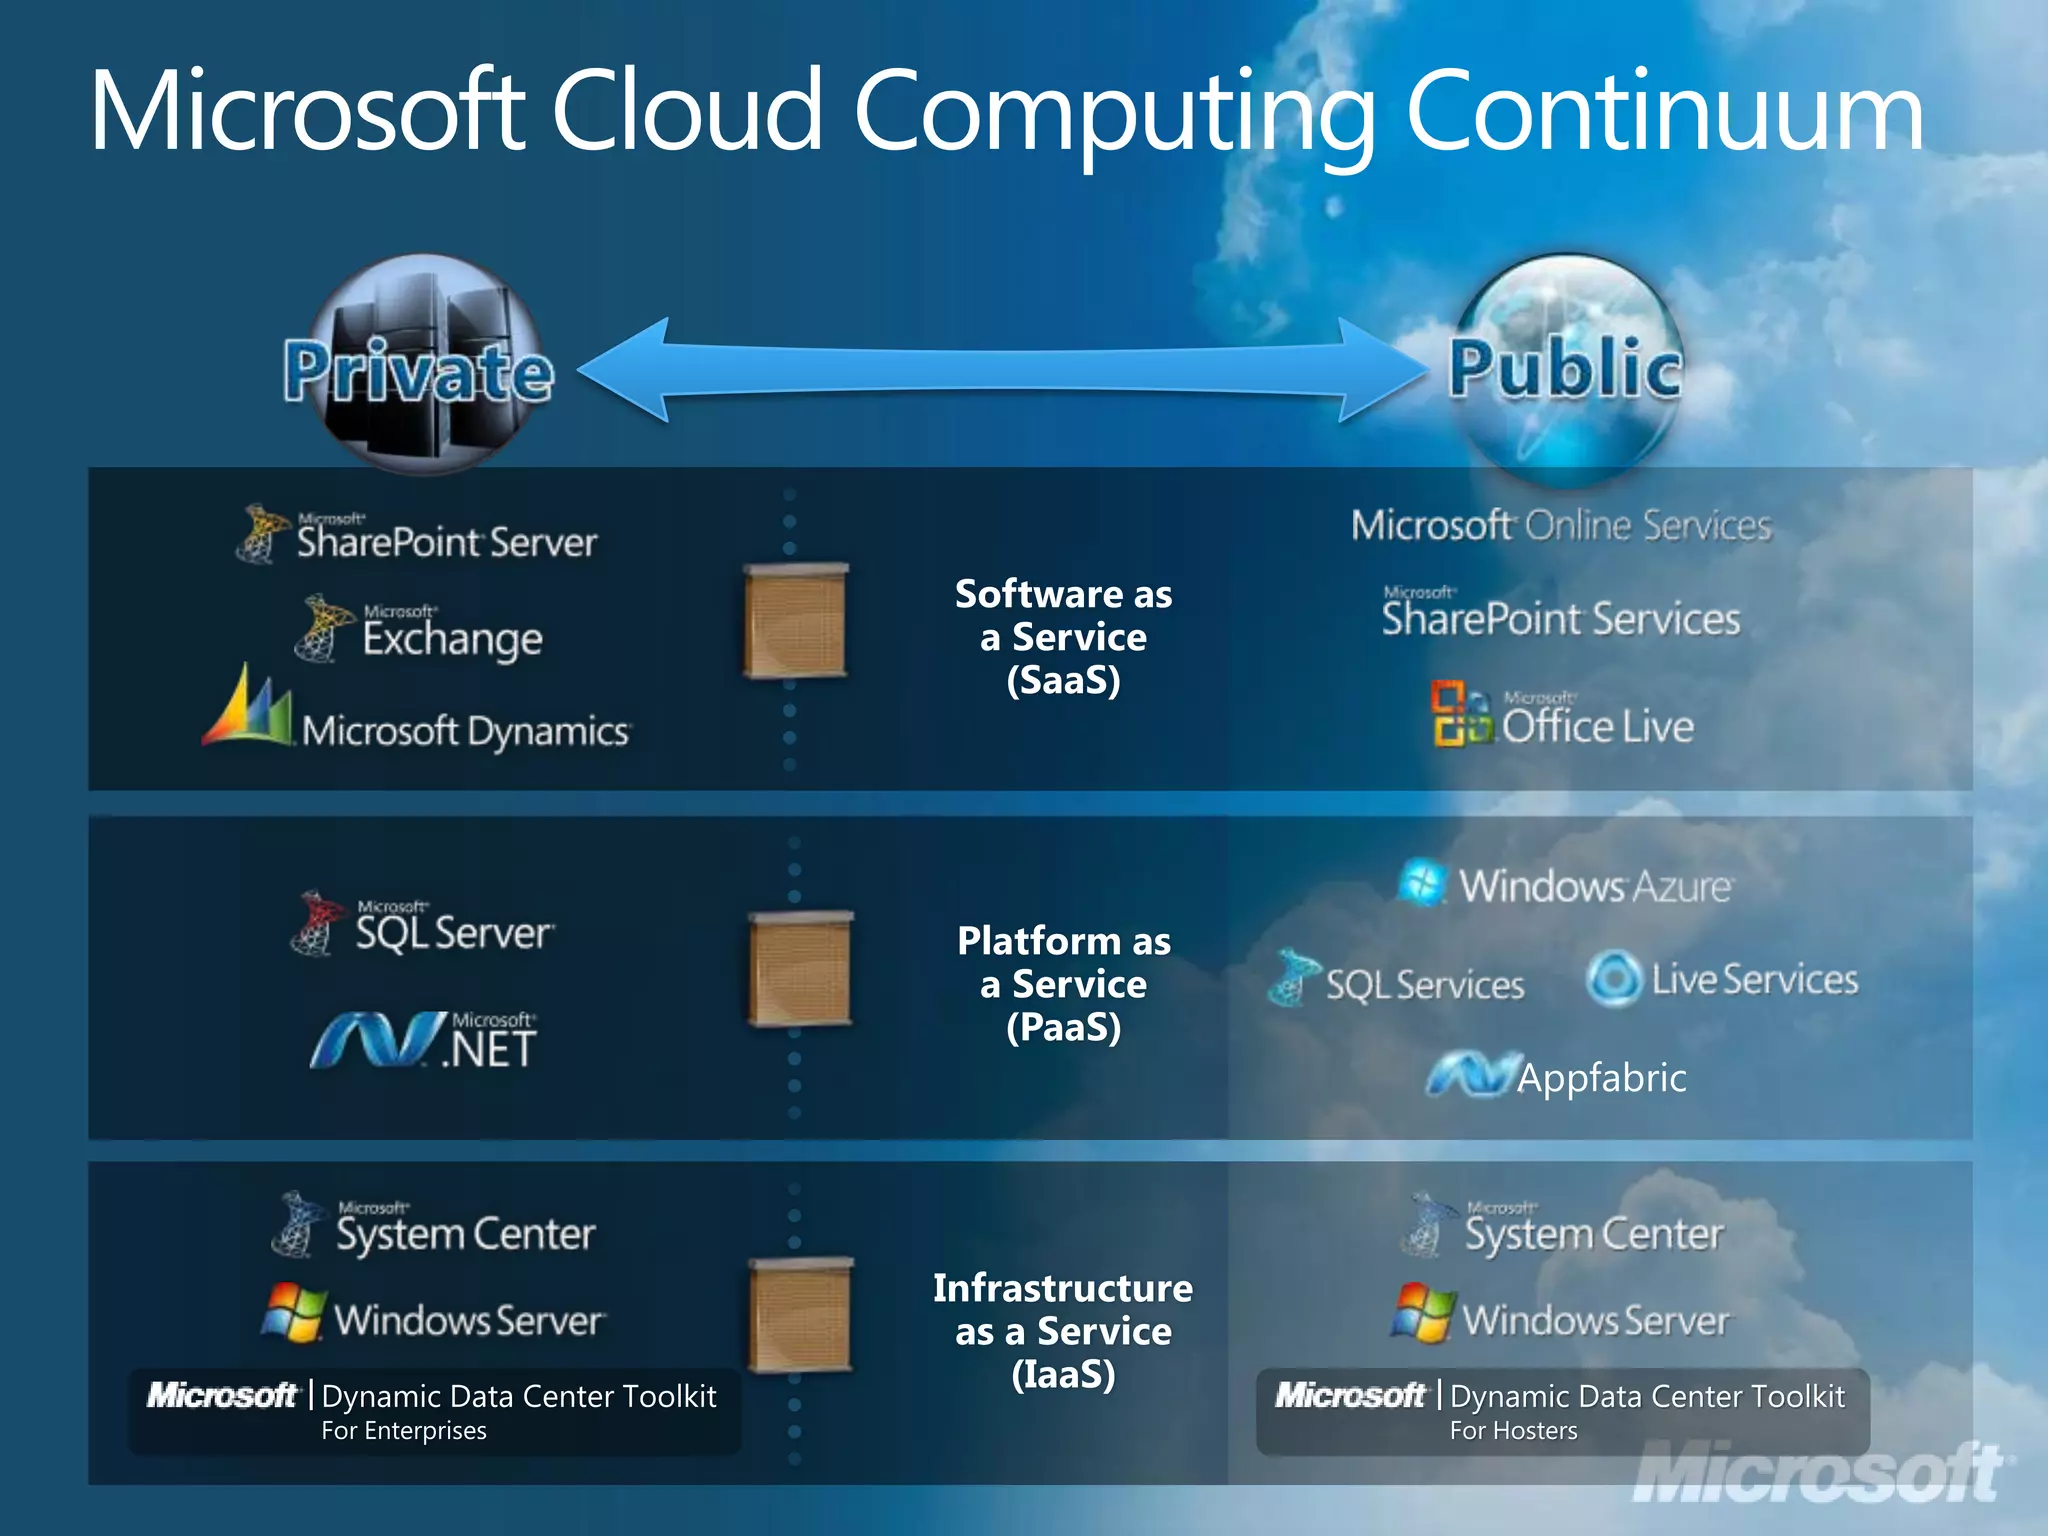 Microsoft Cloud Computing Continuum
Private
Public
Microsoft®
SharePoint® Server
Microsoft®
Exchange
Microsoft Dynamics®
Software as
a Service
(SaaS)
Microsoft® Online Services
Microsoft®
SharePoint® Services
Microsoft®
Office Live
Microsoft®
SQL Server®
Microsoft®
.NET
Platform as
a Service
(PaaS)
Windows® Azure™
SQL Services
Live Services
Appfabric
Microsoft®
System Center
Windows Server®
Microsoft® | Dynamic Data Center Toolkit
For Enterprises
Infrastructure
as a Service
(IaaS)
Microsoft®
System Center
Windows Server®
Microsoft® | Dynamic Data Center Toolkit
For Hosters
Microsoft®